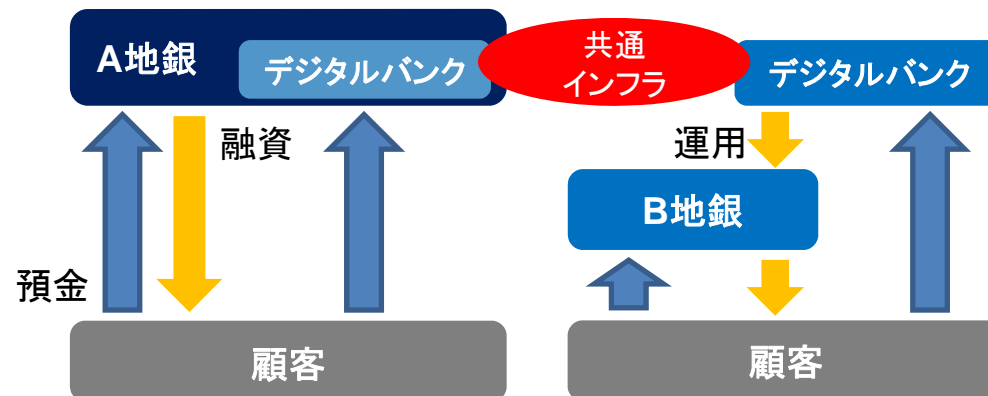 A地銀
デジタルバンク
共通
インフラ
デジタルバンク
融資
運用
B地銀
預金
顧客
顧客